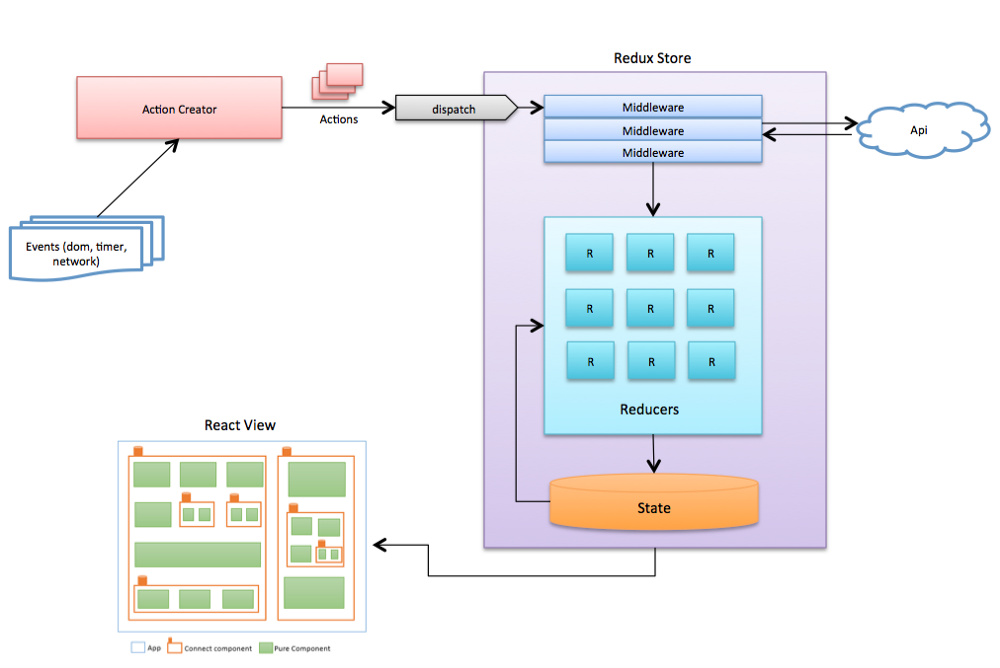 Redux Store
Action Creator
Actions
dispatch
Middleware
Middleware
Middleware
Api
Events (dom, timer,
network)
R R R
R R R
R R R
Reducers
State
React View
App Connect component Pure Component